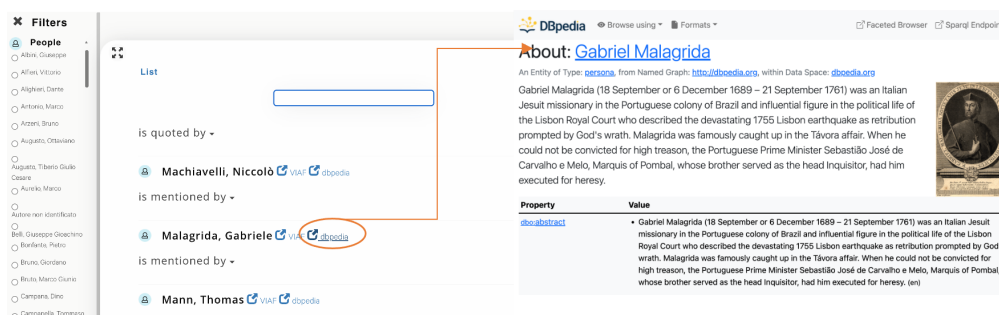 ✖ Filters
People
Albini, Giuseppe
Alfieri, Vittorio
Alighieri, Dante
Antonio, Marco
Arzeni, Bruno
Augusto, Ottaviano
Augusto, Tiberio Giulio
Cesare
Aurelio, Marco
Autore non identificato
Belli, Giuseppe Gioachino
Bonfante, Pietro
Bruno, Giordano
Bruto, Marco Giunio
Campana, Dino
Campanella, Tommaso
List
is quoted by
Machiavelli, Niccolò VIAF dbpedia
is mentioned by
Malagrida, Gabriele VIAF dbpedia
is mentioned by
Mann, Thomas VIAF dbpedia
DBpedia Browse using Formats Faceted Browser Sparql Endpoin
About: Gabriel Malagrida
An Entity of Type: persona, from Named Graph: http://dbpedia.org, within Data Space: dbpedia.org
Gabriel Malagrida (18 September or 6 December 1689 – 21 September 1761) was an Italian
Jesuit missionary in the Portuguese colony of Brazil and influential figure in the political life of
the Lisbon Royal Court who described the devastating 1755 Lisbon earthquake as retribution
prompted by God's wrath. Malagrida was famously caught up in the Távora affair. When he
could not be convicted for high treason, the Portuguese Prime Minister Sebastião José de
Carvalho e Melo, Marquis of Pombal, whose brother served as the head Inquisitor, had him
executed for heresy.
Property Value
dbo:abstract
• Gabriel Malagrida (18 September or 6 December 1689 – 21 September 1761) was an Italian Jesuit
missionary in the Portuguese colony of Brazil and influential figure in the political life of the Lisbon
Royal Court who described the devastating 1755 Lisbon earthquake as retribution prompted by God
wrath. Malagrida was famously caught up in the Távora affair. When he could not be convicted for
high treason, the Portuguese Prime Minister Sebastião José de Carvalho e Melo, Marquis of Pombal,
whose brother served as the head Inquisitor, had him executed for heresy. (en)